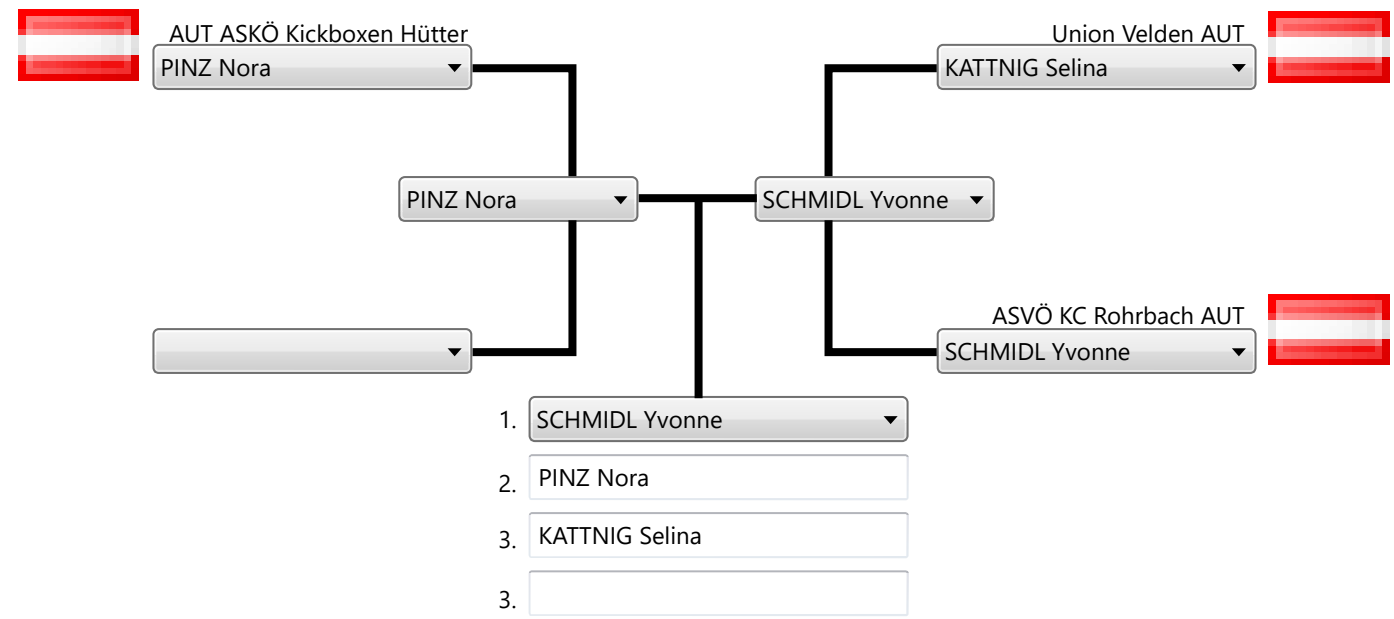 AUT ASKÖ Kickboxen Hütter
PINZ Nora
Union Velden AUT
KATTNIG Selina
PINZ Nora
SCHMIDL Yvonne
ASVÖ KC Rohrbach AUT
SCHMIDL Yvonne
1. SCHMIDL Yvonne
2. PINZ Nora
3. KATTNIG Selina
3.